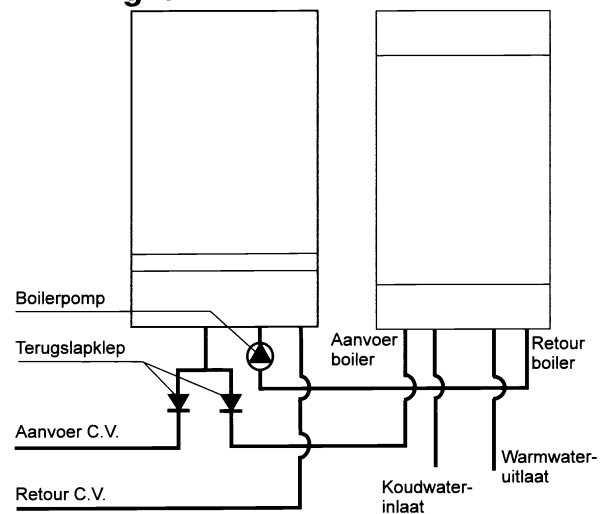 Boilerpomp
Terugslapklep
Aanvoer C.V.
Retour C.V.
Aanvoer
boiler
Retour
boiler
Koudwater-
inlaat
Warmwater-
uitlaat